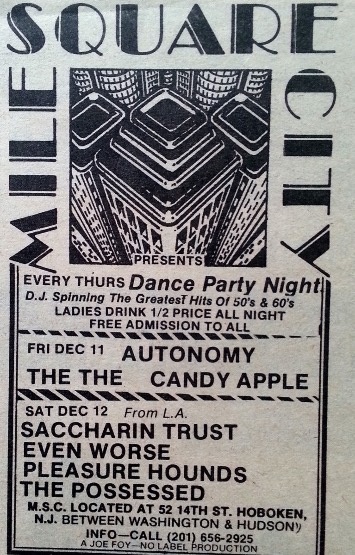 SQUARE
MILE
CITY
PRESENTS
EVERY THURS Dance Party Night
D.J. Spinning The Greatest Hits Of 50's & 60's
LADIES DRINK 1/2 PRICE ALL NIGHT
FREE ADMISSION TO ALL
FRI DEC 11 AUTONOMY
THE THE CANDY APPLE
SAT DEC 12 From L.A.
SACCHARIN TRUST
EVEN WORSE
PLEASURE HOUNDS
THE POSSESSED
M.S.C. LOCATED AT 52 14TH ST. HOBOKEN,
N.J. BETWEEN WASHINGTON & HUDSON)
INFO—CALL (201) 656-2925
A JOE FOY—NO LABEL PRODUCTION